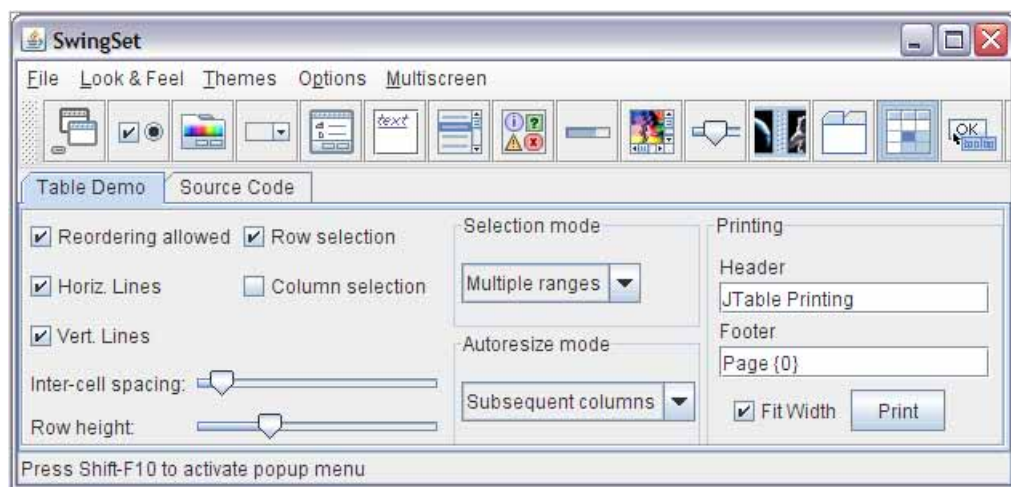 SwingSet
File Look & Feel Themes Options Multiscreen
text
OK
tooltip
Table Demo Source Code
Reordering allowed Row selection
Horiz. Lines Column selection
Vert. Lines
Inter-cell spacing:
Row height:
Selection mode
Multiple ranges
Autoresize mode
Subsequent columns
Printing
Header
JTable Printing
Footer
Page {0}
Fit Width Print
Press Shift-F10 to activate popup menu